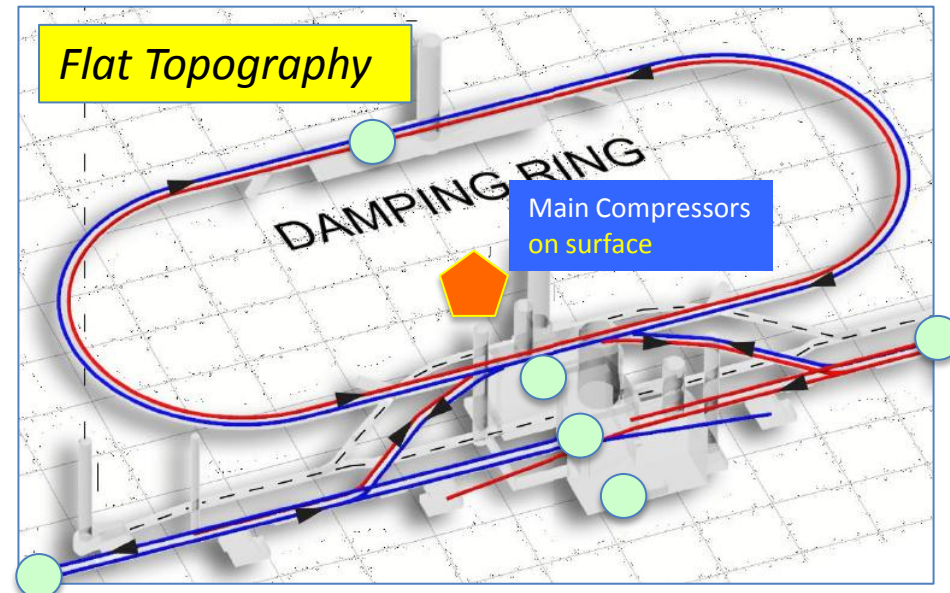 Flat Topography
DAMPING RING
Main Compressors
on surface